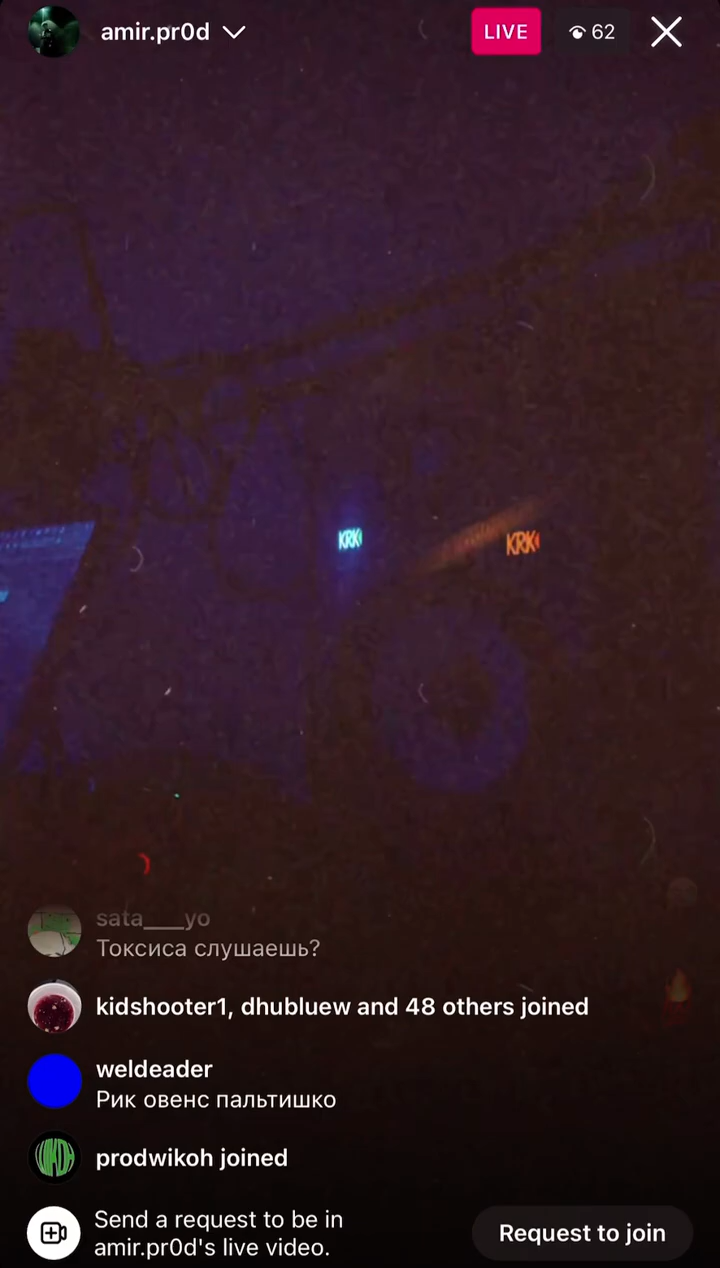 amir.pr0d
LIVE
62
KRK
KRK
sata___yo
Токсиса слушаешь?
kidshooter1, dhubluew and 48 others joined
weldeader
Рик овенс пальтишко
prodwikoh joined
Send a request to be in
amir.pr0d's live video.
Request to join